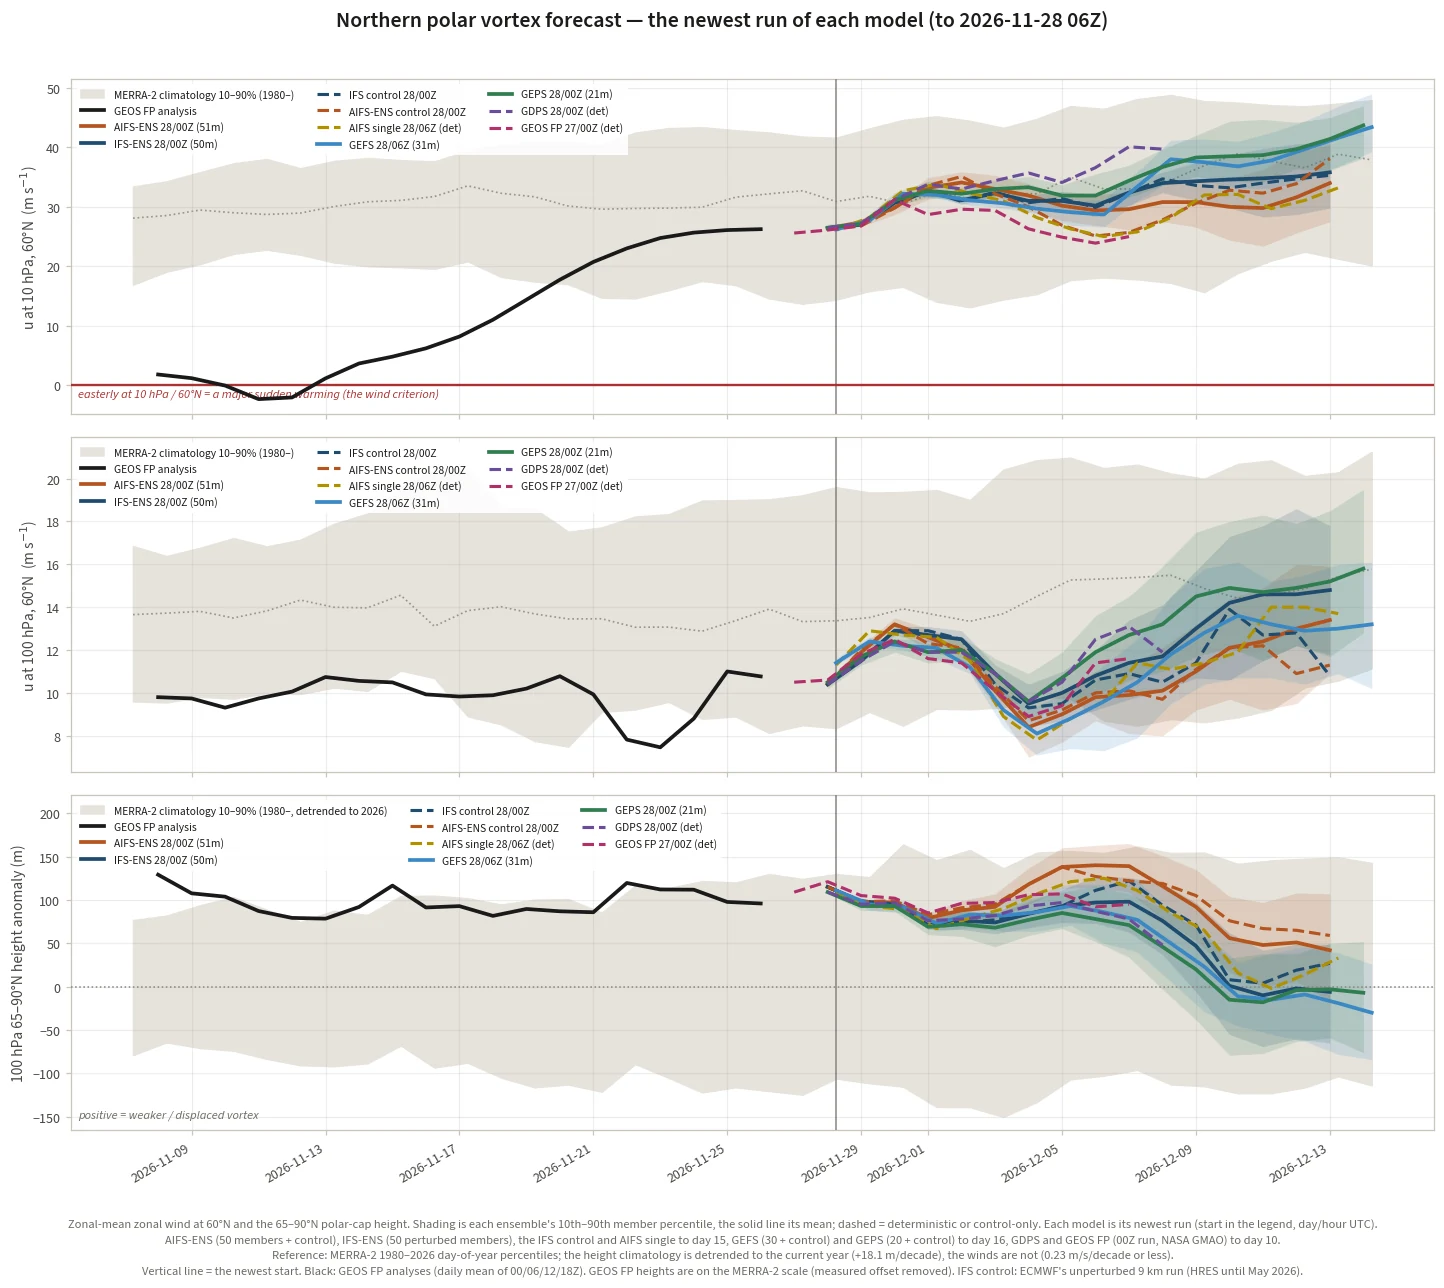 Northern polar vortex forecast — the newest run of each model (to 2026-11-28 06Z)
u at 10 hPa, 60°N (m s⁻¹)
50
40
30
20
10
0
MERRA-2 climatology 10–90% (1980–)
GEOS FP analysis
AIFS-ENS 28/00Z (51m)
IFS-ENS 28/00Z (50m)
IFS control 28/00Z
AIFS-ENS control 28/00Z
AIFS single 28/06Z (det)
GEFS 28/06Z (31m)
GEPS 28/00Z (21m)
GDPS 28/00Z (det)
GEOS FP 27/00Z (det)
easterly at 10 hPa / 60°N = a major sudden warming (the wind criterion)
u at 100 hPa, 60°N (m s⁻¹)
20
18
16
14
12
10
8
MERRA-2 climatology 10–90% (1980–)
GEOS FP analysis
AIFS-ENS 28/00Z (51m)
IFS-ENS 28/00Z (50m)
IFS control 28/00Z
AIFS-ENS control 28/00Z
AIFS single 28/06Z (det)
GEFS 28/06Z (31m)
GEPS 28/00Z (21m)
GDPS 28/00Z (det)
GEOS FP 27/00Z (det)
100 hPa 65–90°N height anomaly (m)
200
150
100
50
0
−50
−100
−150
MERRA-2 climatology 10–90% (1980–, detrended to 2026)
GEOS FP analysis
AIFS-ENS 28/00Z (51m)
IFS-ENS 28/00Z (50m)
IFS control 28/00Z
AIFS-ENS control 28/00Z
AIFS single 28/06Z (det)
GEFS 28/06Z (31m)
GEPS 28/00Z (21m)
GDPS 28/00Z (det)
GEOS FP 27/00Z (det)
positive = weaker / displaced vortex
2026-11-09
2026-11-13
2026-11-17
2026-11-21
2026-11-25
2026-11-29
2026-12-01
2026-12-05
2026-12-09
2026-12-13
Zonal-mean zonal wind at 60°N and the 65–90°N polar-cap height. Shading is each ensemble's 10th–90th member percentile, the solid line its mean; dashed = deterministic or control-only. Each model is its newest run (start in the legend, day/hour UTC).
AIFS-ENS (50 members + control), IFS-ENS (50 perturbed members), the IFS control and AIFS single to day 15, GEFS (30 + control) and GEPS (20 + control) to day 16, GDPS and GEOS FP (00Z run, NASA GMAO) to day 10.
Reference: MERRA-2 1980–2026 day-of-year percentiles; the height climatology is detrended to the current year (+18.1 m/decade), the winds are not (0.23 m/s/decade or less).
Vertical line = the newest start. Black: GEOS FP analyses (daily mean of 00/06/12/18Z). GEOS FP heights are on the MERRA-2 scale (measured offset removed). IFS control: ECMWF's unperturbed 9 km run (HRES until May 2026).